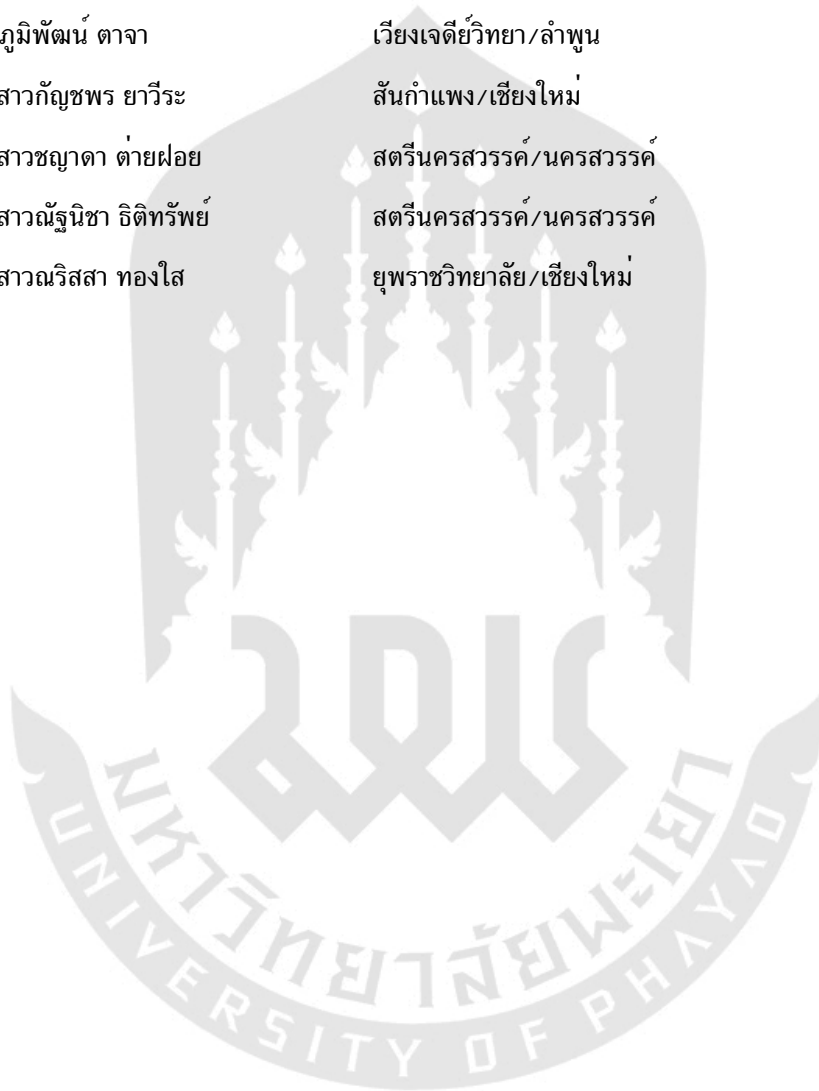 ภูมิพัฒน์ ตาจา เวียงเจดีย์วิทยา/ลำพูน
สาวกัญชพร ยาวีระ สันกำแพง/เชียงใหม่
สาวชญาดา ต่ายฝอย สตรีนครสวรรค์/นครสวรรค์
สาวณัฐนิชา ธิติทรัพย์ สตรีนครสวรรค์/นครสวรรค์
สาวณริสสา ทองใส ยุพราชวิทยาลัย/เชียงใหม่
มหาวิทยาลัยพะเยา
UNIVERSITY OF PHAYAO